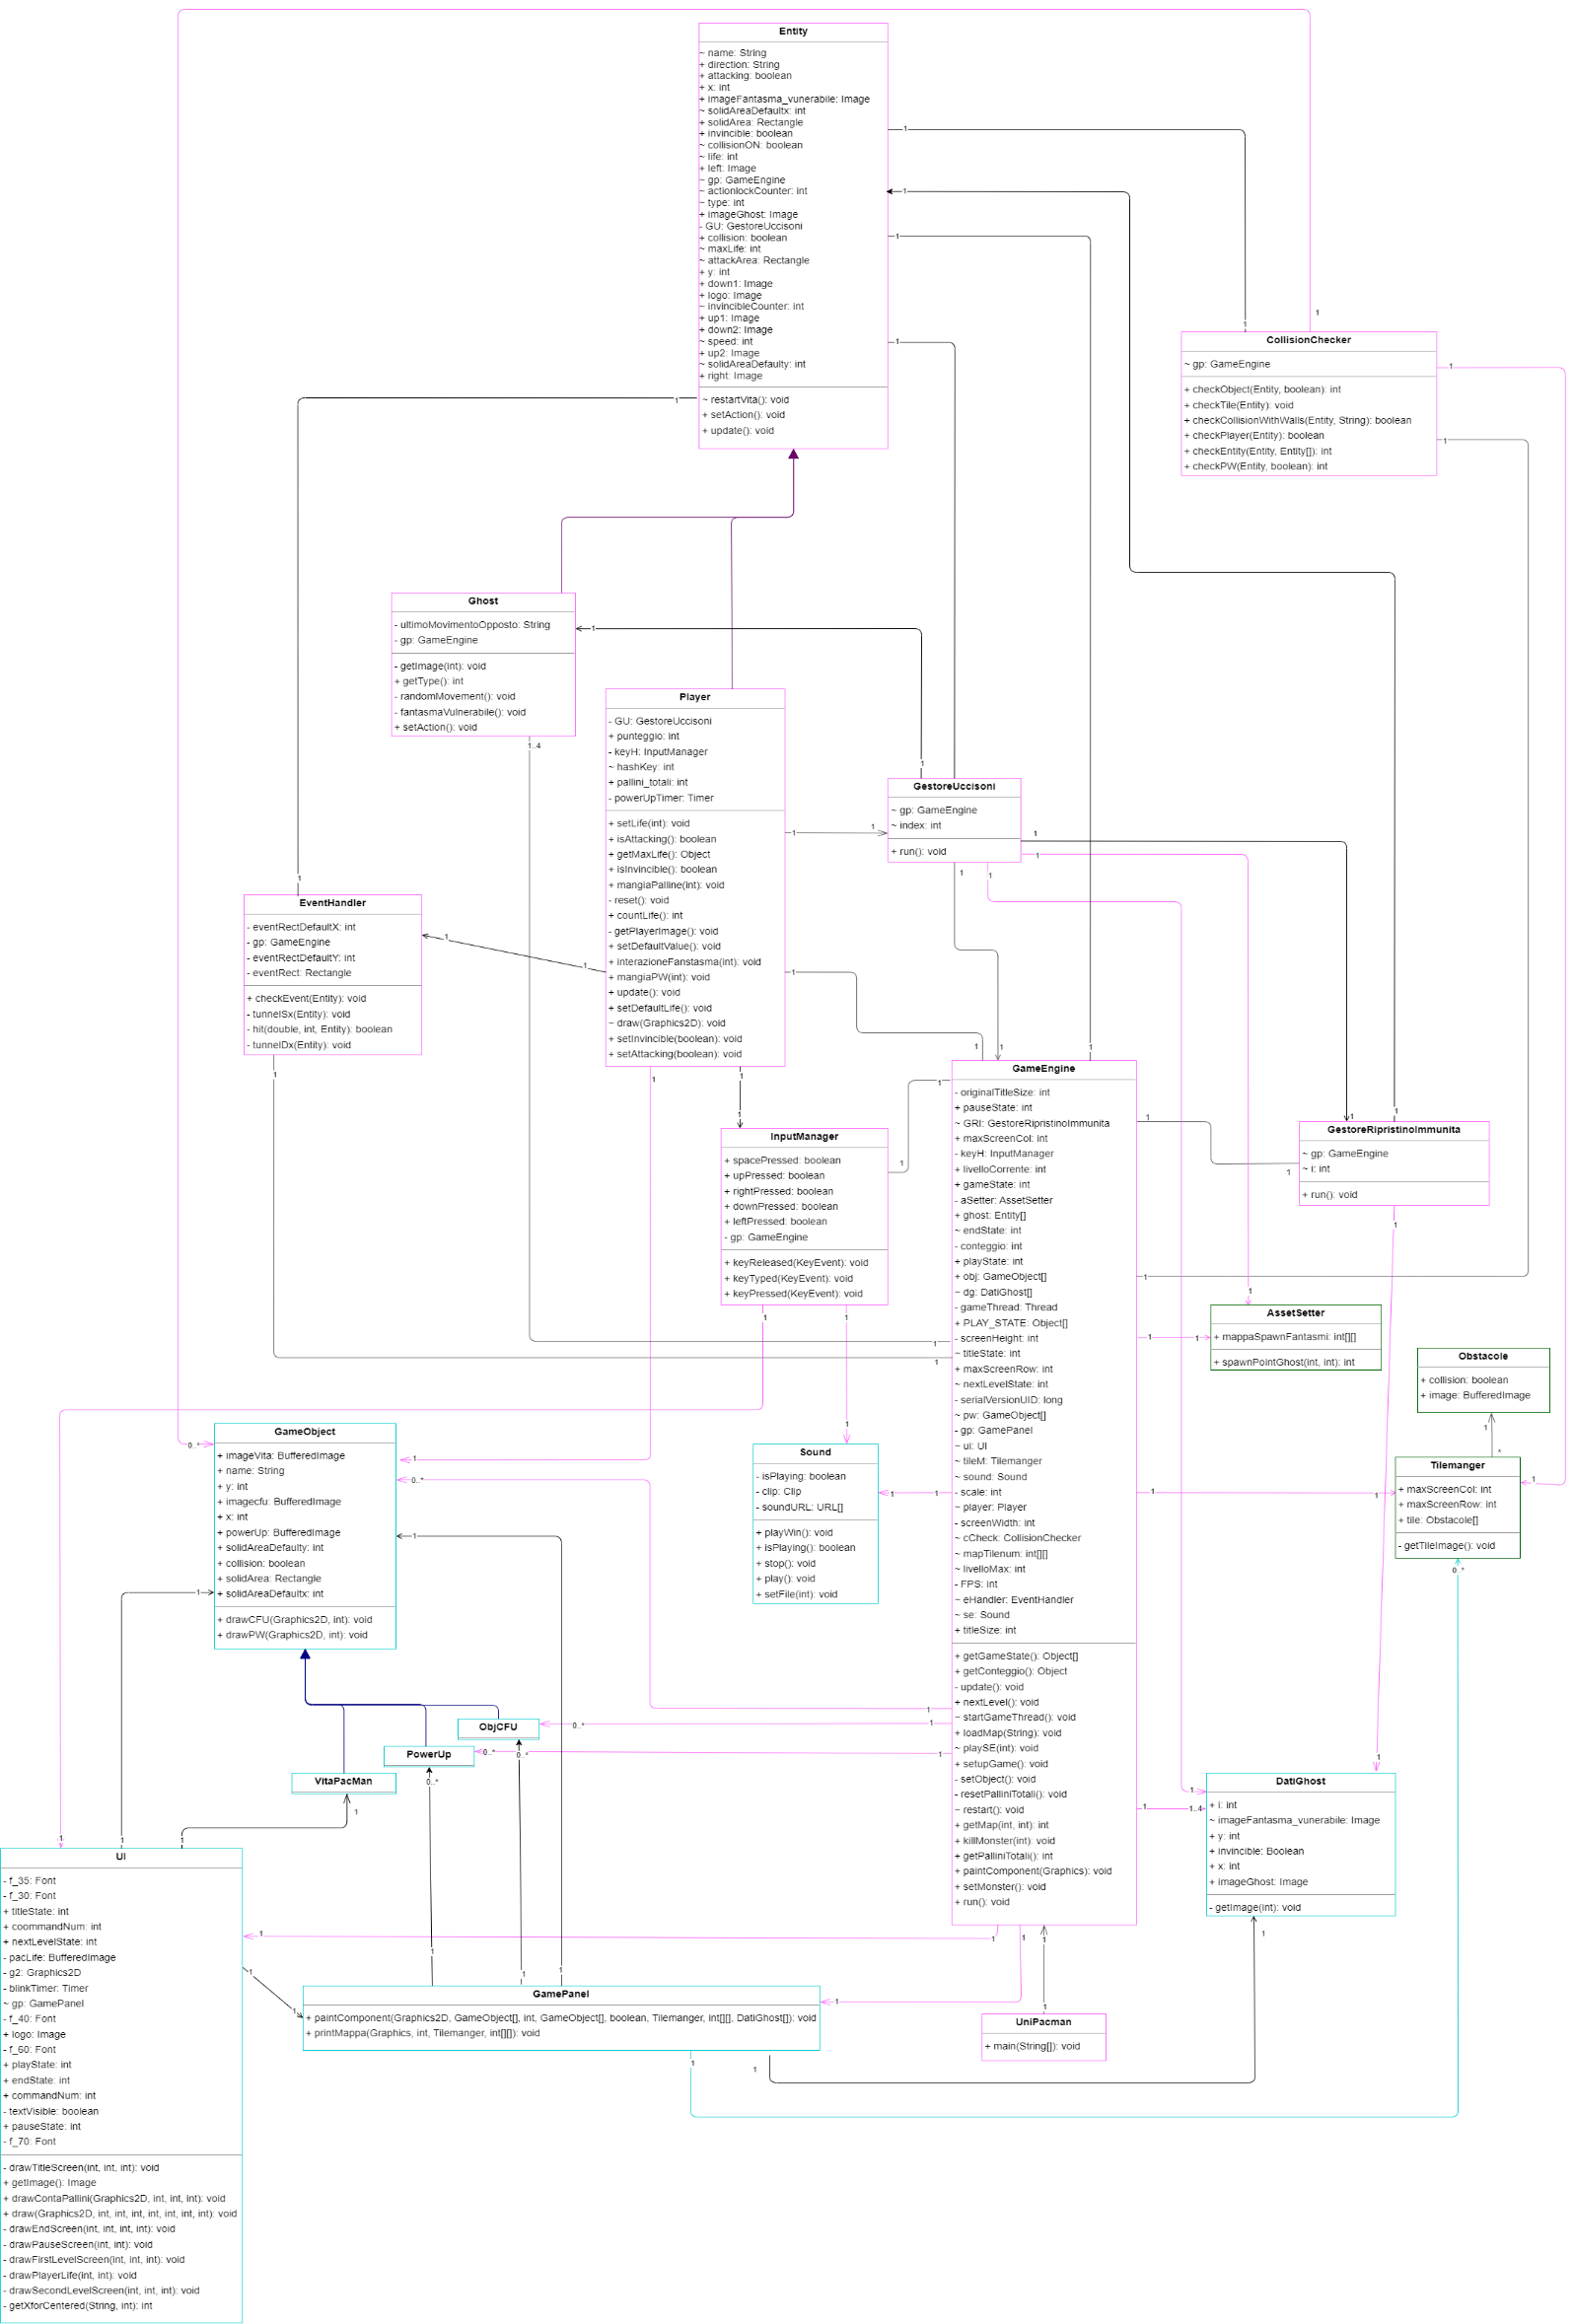 Entity
~ name: String
+ direction: String
+ attacking: boolean
+ x: int
+ imageFantasma_vunerabile: Image
~ solidAreaDefaultx: int
+ solidArea: Rectangle
+ invincible: boolean
~ collisionON: boolean
~ life: int
+ left: Image
~ gp: GameEngine
~ actionlockCounter: int
~ type: int
+ imageGhost: Image
- GU: GestoreUccisoni
+ collision: boolean
~ maxLife: int
~ attackArea: Rectangle
+ y: int
+ down1: Image
+ logo: Image
~ invincibleCounter: int
+ up1: Image
+ down2: Image
~ speed: int
+ up2: Image
~ solidAreaDefaulty: int
+ right: Image
~ restartVita(): void
+ setAction(): void
+ update(): void
CollisionChecker
~ gp: GameEngine
+ checkObject(Entity, boolean): int
+ checkTile(Entity): void
+ checkCollisionWithWalls(Entity, String): boolean
+ checkPlayer(Entity): boolean
+ checkEntity(Entity, Entity[]): int
+ checkPW(Entity, boolean): int
Ghost
- ultimoMovimentoOpposto: String
- gp: GameEngine
- getImage(int): void
+ getType(): int
- randomMovement(): void
- fantasmaVulnerabile(): void
+ setAction(): void
1..4
Player
- GU: GestoreUccisoni
+ punteggio: int
- keyH: InputManager
~ hashKey: int
+ pallini_totali: int
- powerUpTimer: Timer
+ setLife(int): void
+ isAttacking(): boolean
+ getMaxLife(): Object
+ isInvincible(): boolean
+ mangiaPalline(int): void
- reset(): void
+ countLife(): int
- getPlayerImage(): void
+ setDefaultValue(): void
+ interazioneFanstasma(int): void
+ mangiaPW(int): void
+ update(): void
+ setDefaultLife(): void
~ draw(Graphics2D): void
+ setInvincible(boolean): void
+ setAttacking(boolean): void
GestoreUccisoni
~ gp: GameEngine
~ index: int
+ run(): void
EventHandler
- eventRectDefaultX: int
- gp: GameEngine
- eventRectDefaultY: int
- eventRect: Rectangle
+ checkEvent(Entity): void
- tunnelSx(Entity): void
- hit(double, int, Entity): boolean
- tunnelDx(Entity): void
InputManager
+ spacePressed: boolean
+ upPressed: boolean
+ rightPressed: boolean
+ downPressed: boolean
+ leftPressed: boolean
- gp: GameEngine
+ keyReleased(KeyEvent): void
+ keyTyped(KeyEvent): void
+ keyPressed(KeyEvent): void
GameEngine
- originalTitleSize: int
+ pauseState: int
~ GRI: GestoreRipristinoImmunita
+ maxScreenCol: int
- keyH: InputManager
+ livelloCorrente: int
+ gameState: int
- aSetter: AssetSetter
+ ghost: Entity[]
~ endState: int
- conteggio: int
+ playState: int
+ obj: GameObject[]
~ dg: DatiGhost[]
- gameThread: Thread
+ PLAY_STATE: Object[]
- screenHeight: int
~ titleState: int
+ maxScreenRow: int
~ nextLevelState: int
- serialVersionUID: long
~ pw: GameObject[]
- gp: GamePanel
~ ui: UI
~ tileM: Tilemanger
~ sound: Sound
- scale: int
~ player: Player
- screenWidth: int
~ cCheck: CollisionChecker
~ mapTilenum: int[][]
~ livelloMax: int
- FPS: int
~ eHandler: EventHandler
~ se: Sound
+ titleSize: int
+ getGameState(): Object[]
+ getConteggio(): Object
- update(): void
+ nextLevel(): void
~ startGameThread(): void
+ loadMap(String): void
~ playSE(int): void
+ setupGame(): void
- setObject(): void
- resetPalliniTotali(): void
~ restart(): void
+ getMap(int, int): int
+ killMonster(int): void
+ getPalliniTotali(): int
+ paintComponent(Graphics): void
+ setMonster(): void
+ run(): void
GestoreRipristinoImmunita
~ gp: GameEngine
~ i: int
+ run(): void
AssetSetter
+ mappaSpawnFantasmi: int[][]
+ spawnPointGhost(int, int): int
Obstacole
+ collision: boolean
+ image: BufferedImage
1
*
Tilemanger
+ maxScreenCol: int
+ maxScreenRow: int
+ tile: Obstacole[]
- getTileImage(): void
0..*
GameObject
+ imageVita: BufferedImage
+ name: String
+ y: int
+ imagecfu: BufferedImage
+ x: int
+ powerUp: BufferedImage
+ solidAreaDefaulty: int
+ collision: boolean
+ solidArea: Rectangle
+ solidAreaDefaultx: int
+ drawCFU(Graphics2D, int): void
+ drawPW(Graphics2D, int): void
0..*
0..*
Sound
- isPlaying: boolean
- clip: Clip
- soundURL: URL[]
+ playWin(): void
+ isPlaying(): boolean
+ stop(): void
+ play(): void
+ setFile(int): void
ObjCFU
0..*
PowerUp
0..*
0..*
0..*
VitaPacMan
DatiGhost
+ i: int
~ imageFantasma_vunerabile: Image
+ y: int
+ invincible: Boolean
+ x: int
+ imageGhost: Image
- getImage(int): void
1..4
UI
- f_35: Font
- f_30: Font
+ titleState: int
+ coommandNum: int
+ nextLevelState: int
- pacLife: BufferedImage
- g2: Graphics2D
- blinkTimer: Timer
~ gp: GamePanel
- f_40: Font
+ logo: Image
- f_60: Font
+ playState: int
+ endState: int
+ commandNum: int
- textVisible: boolean
+ pauseState: int
- f_70: Font
- drawTitleScreen(int, int, int): void
+ getImage(): Image
+ drawContaPallini(Graphics2D, int, int, int): void
+ draw(Graphics2D, int, int, int, int, int, int, int): void
- drawEndScreen(int, int, int, int): void
- drawPauseScreen(int, int): void
- drawFirstLevelScreen(int, int, int): void
- drawPlayerLife(int, int): void
- drawSecondLevelScreen(int, int, int): void
- getXforCentered(String, int): int
GamePanel
+ paintComponent(Graphics2D, GameObject[], int, GameObject[], boolean, Tilemanger, int[][], DatiGhost[]): void
+ printMappa(Graphics, int, Tilemanger, int[][]): void
UniPacman
+ main(String[]): void